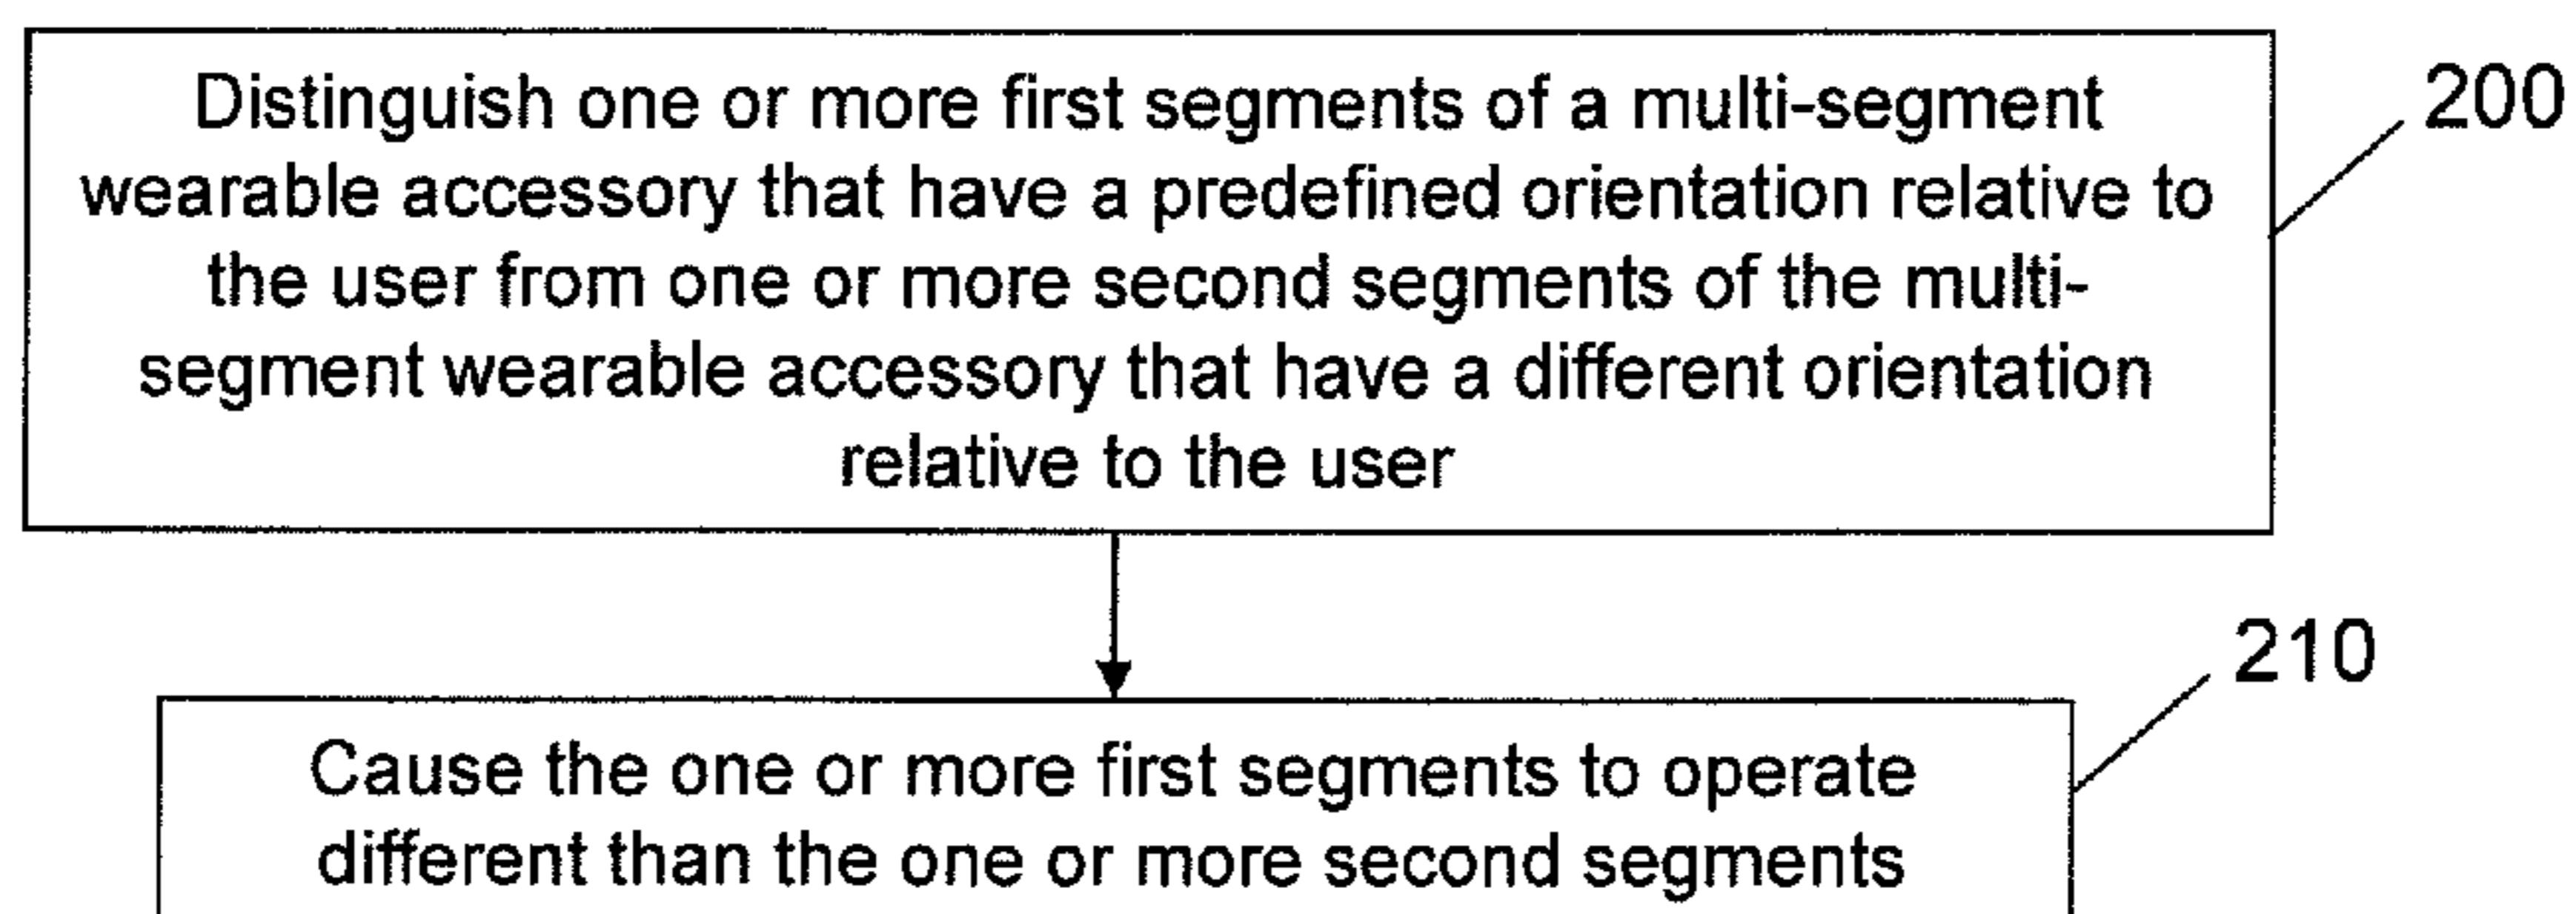 Distinguish one or more first segments of a multi-segment
200
wearable accessory that have a predefined orientation relative to
the user from one or more second segments of the multi-
segment wearable accessory that have a different orientation
relative to the user
210
Cause the one or more first segments to operate
different than the one or more second segments